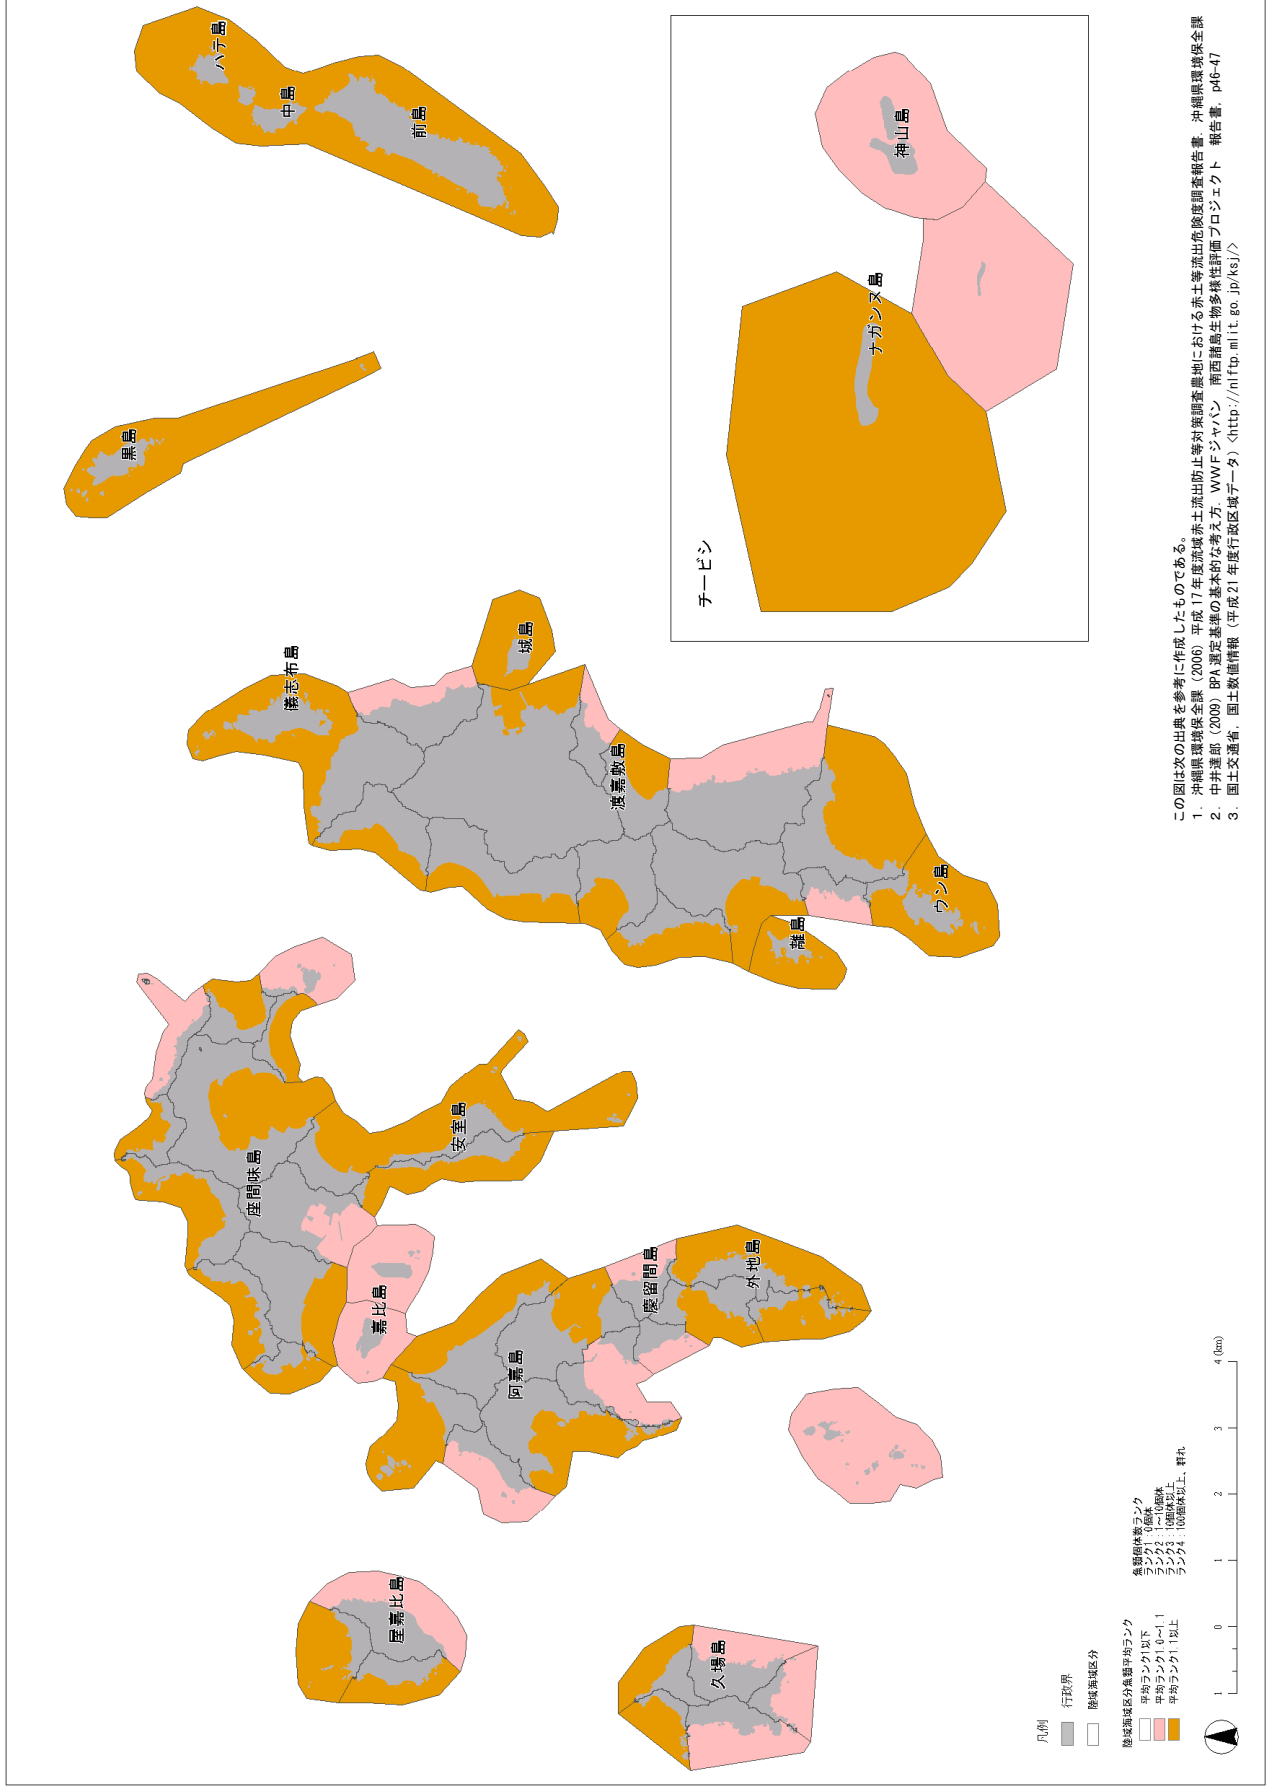 屋嘉比島
久場島
座間味島
嘉比島
安室島
阿嘉島
慶留間島
外地島
儀志布島
城島
渡嘉敷島
離島
ウン島
黒島
ハテ島
中島
前島
チービシ
ナガンヌ島
神山島
凡例
行政界
陸域海域区分
陸域海域区分魚類平均ランク
平均ランク1以下
平均ランク1.0~1.1
平均ランク1.1以上
魚類個体数ランク
ランク1:0個体
ランク2:1~10個体
ランク3:10個体以上
ランク4:100個体以上、群れ
1 0 1 2 3 4 (km)
この図は次の出典を参考に作成したものである。
1. 沖縄県環境保全課 (2006) 平成17年度流域赤土流出防止等対策調査農地における赤土等流出危険度調査報告書. 沖縄県環境保全課
2. 中井達郎 (2009) BPA選定基準の基本的な考え方. WWFジャパン 南西諸島生物多様性評価プロジェクト 報告書, p46-47
3. 国土交通省, 国土数値情報 (平成21年度行政区域データ) <http://nlftp.mlit.go.jp/ksj/>